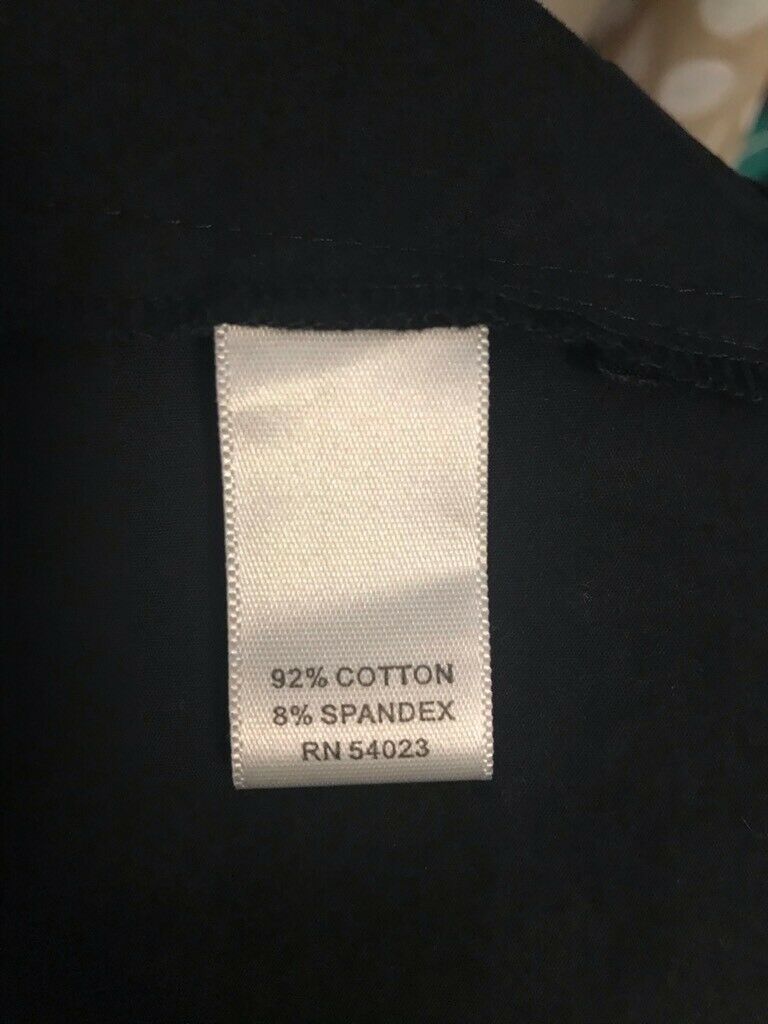 92% COTTON
8% SPANDEX
RN 54023